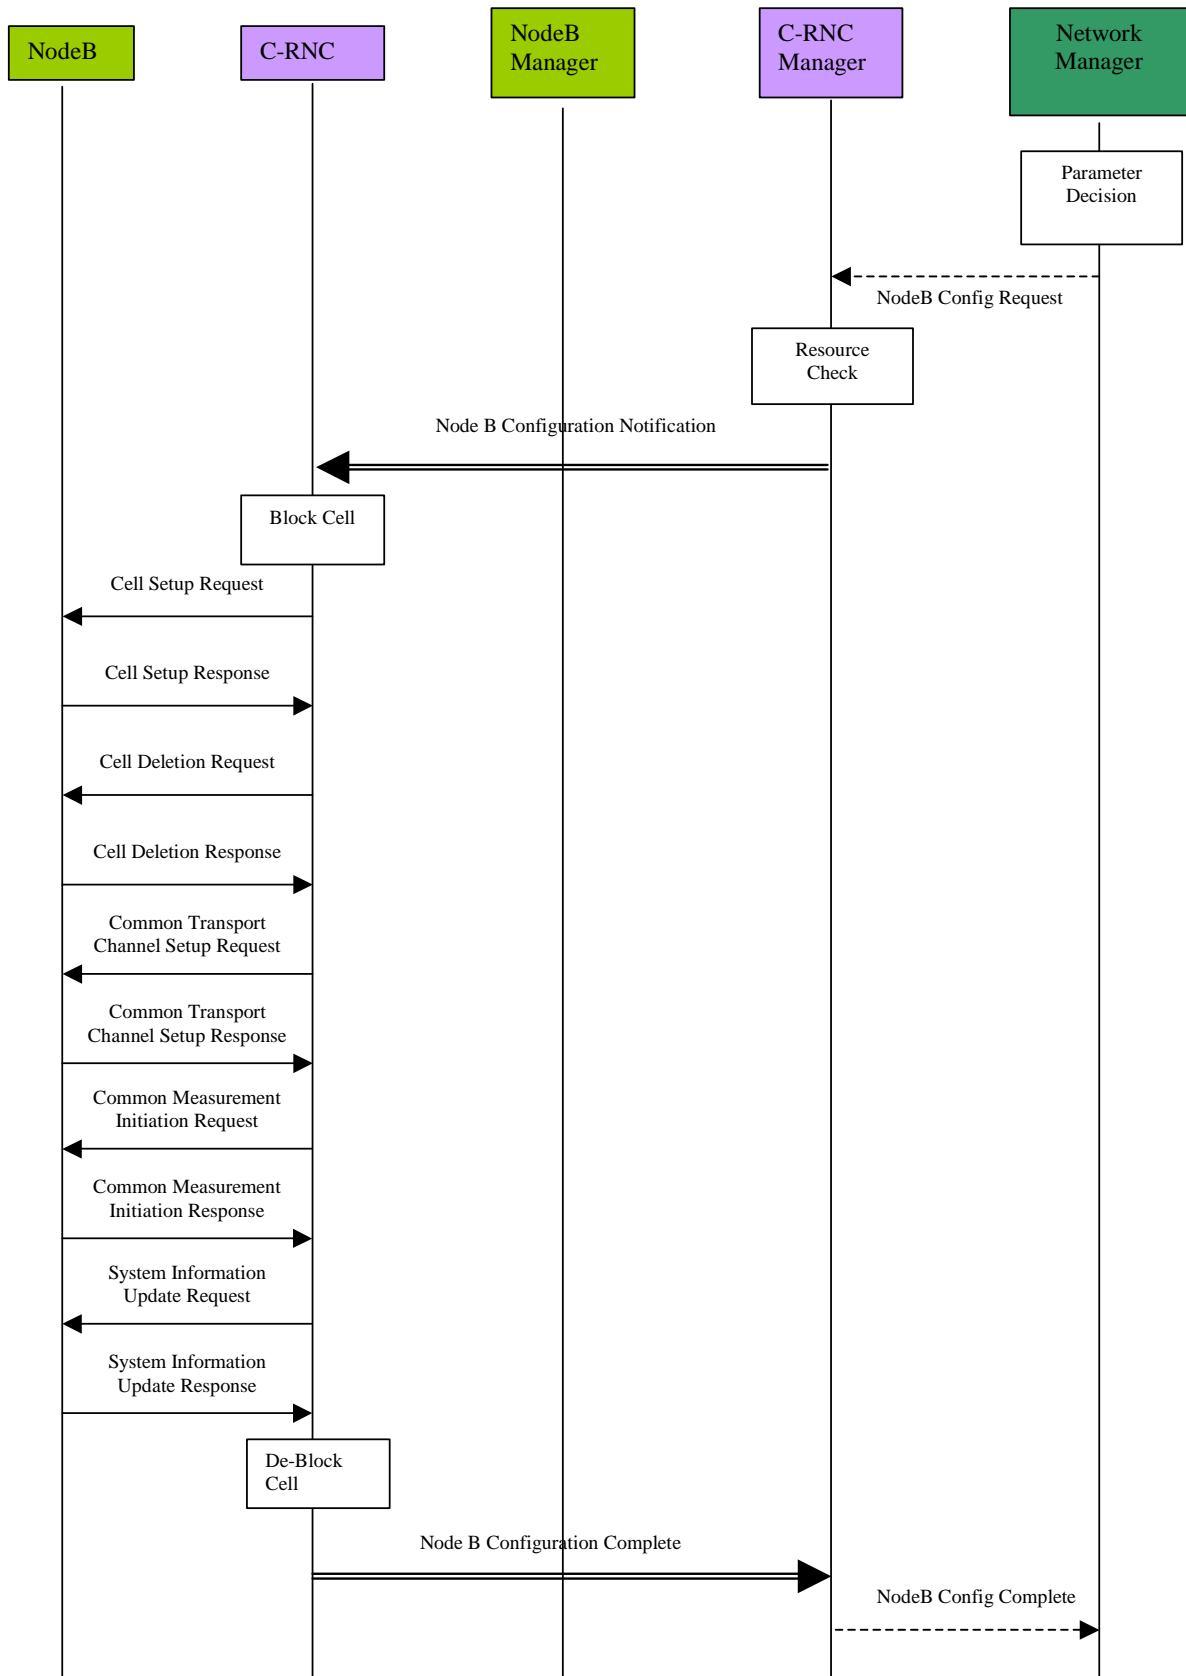 NodeB
C-RNC
NodeB
Manager
C-RNC
Manager
Network
Manager
Parameter
Decision
NodeB Config Request
Resource
Check
Node B Configuration Notification
Block Cell
Cell Setup Request
Cell Setup Response
Cell Deletion Request
Cell Deletion Response
Common Transport
Channel Setup Request
Common Transport
Channel Setup Response
Common Measurement
Initiation Request
Common Measurement
Initiation Response
System Information
Update Request
System Information
Update Response
De-Block
Cell
Node B Configuration Complete
NodeB Config Complete